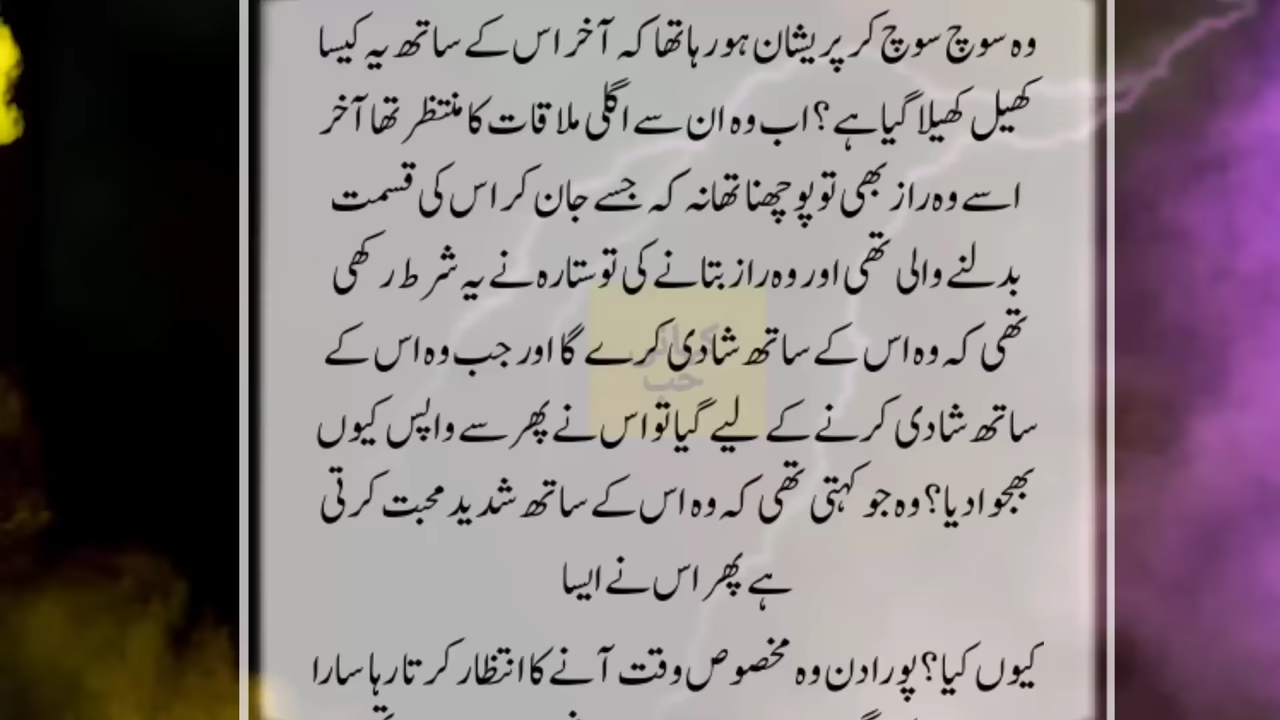 وہ سوچ سوچ کر پریشان ہو رہا تھا کہ آخر اس کے ساتھ یہ کیسا
کھیل کھیلا گیا ہے ؟ اب وہ ان سے اگلی ملاقات کا منتظر تھا آخر
اسے وہ راز بھی تو پوچھنا تھا نہ کہ جسے جان کر اس کی قسمت
بدلنے والی تھی اور وہ راز بتانے کی تو ستارہ نے یہ شرط رکھی
تھی کہ وہ اس کے ساتھ شادی کرے گا اور جب وہ اس کے
ساتھ شادی کرنے کے لیے گیا تو اس نے پھر سے واپس کیوں
بھجوا دیا؟ وہ جو کہتی تھی کہ وہ اس کے ساتھ شدید محبت کرتی
ہے پھر اس نے ایسا
کیوں کیا؟ پورا دن وہ مخصوص وقت آنے کا انتظار کرتا رہا سارا